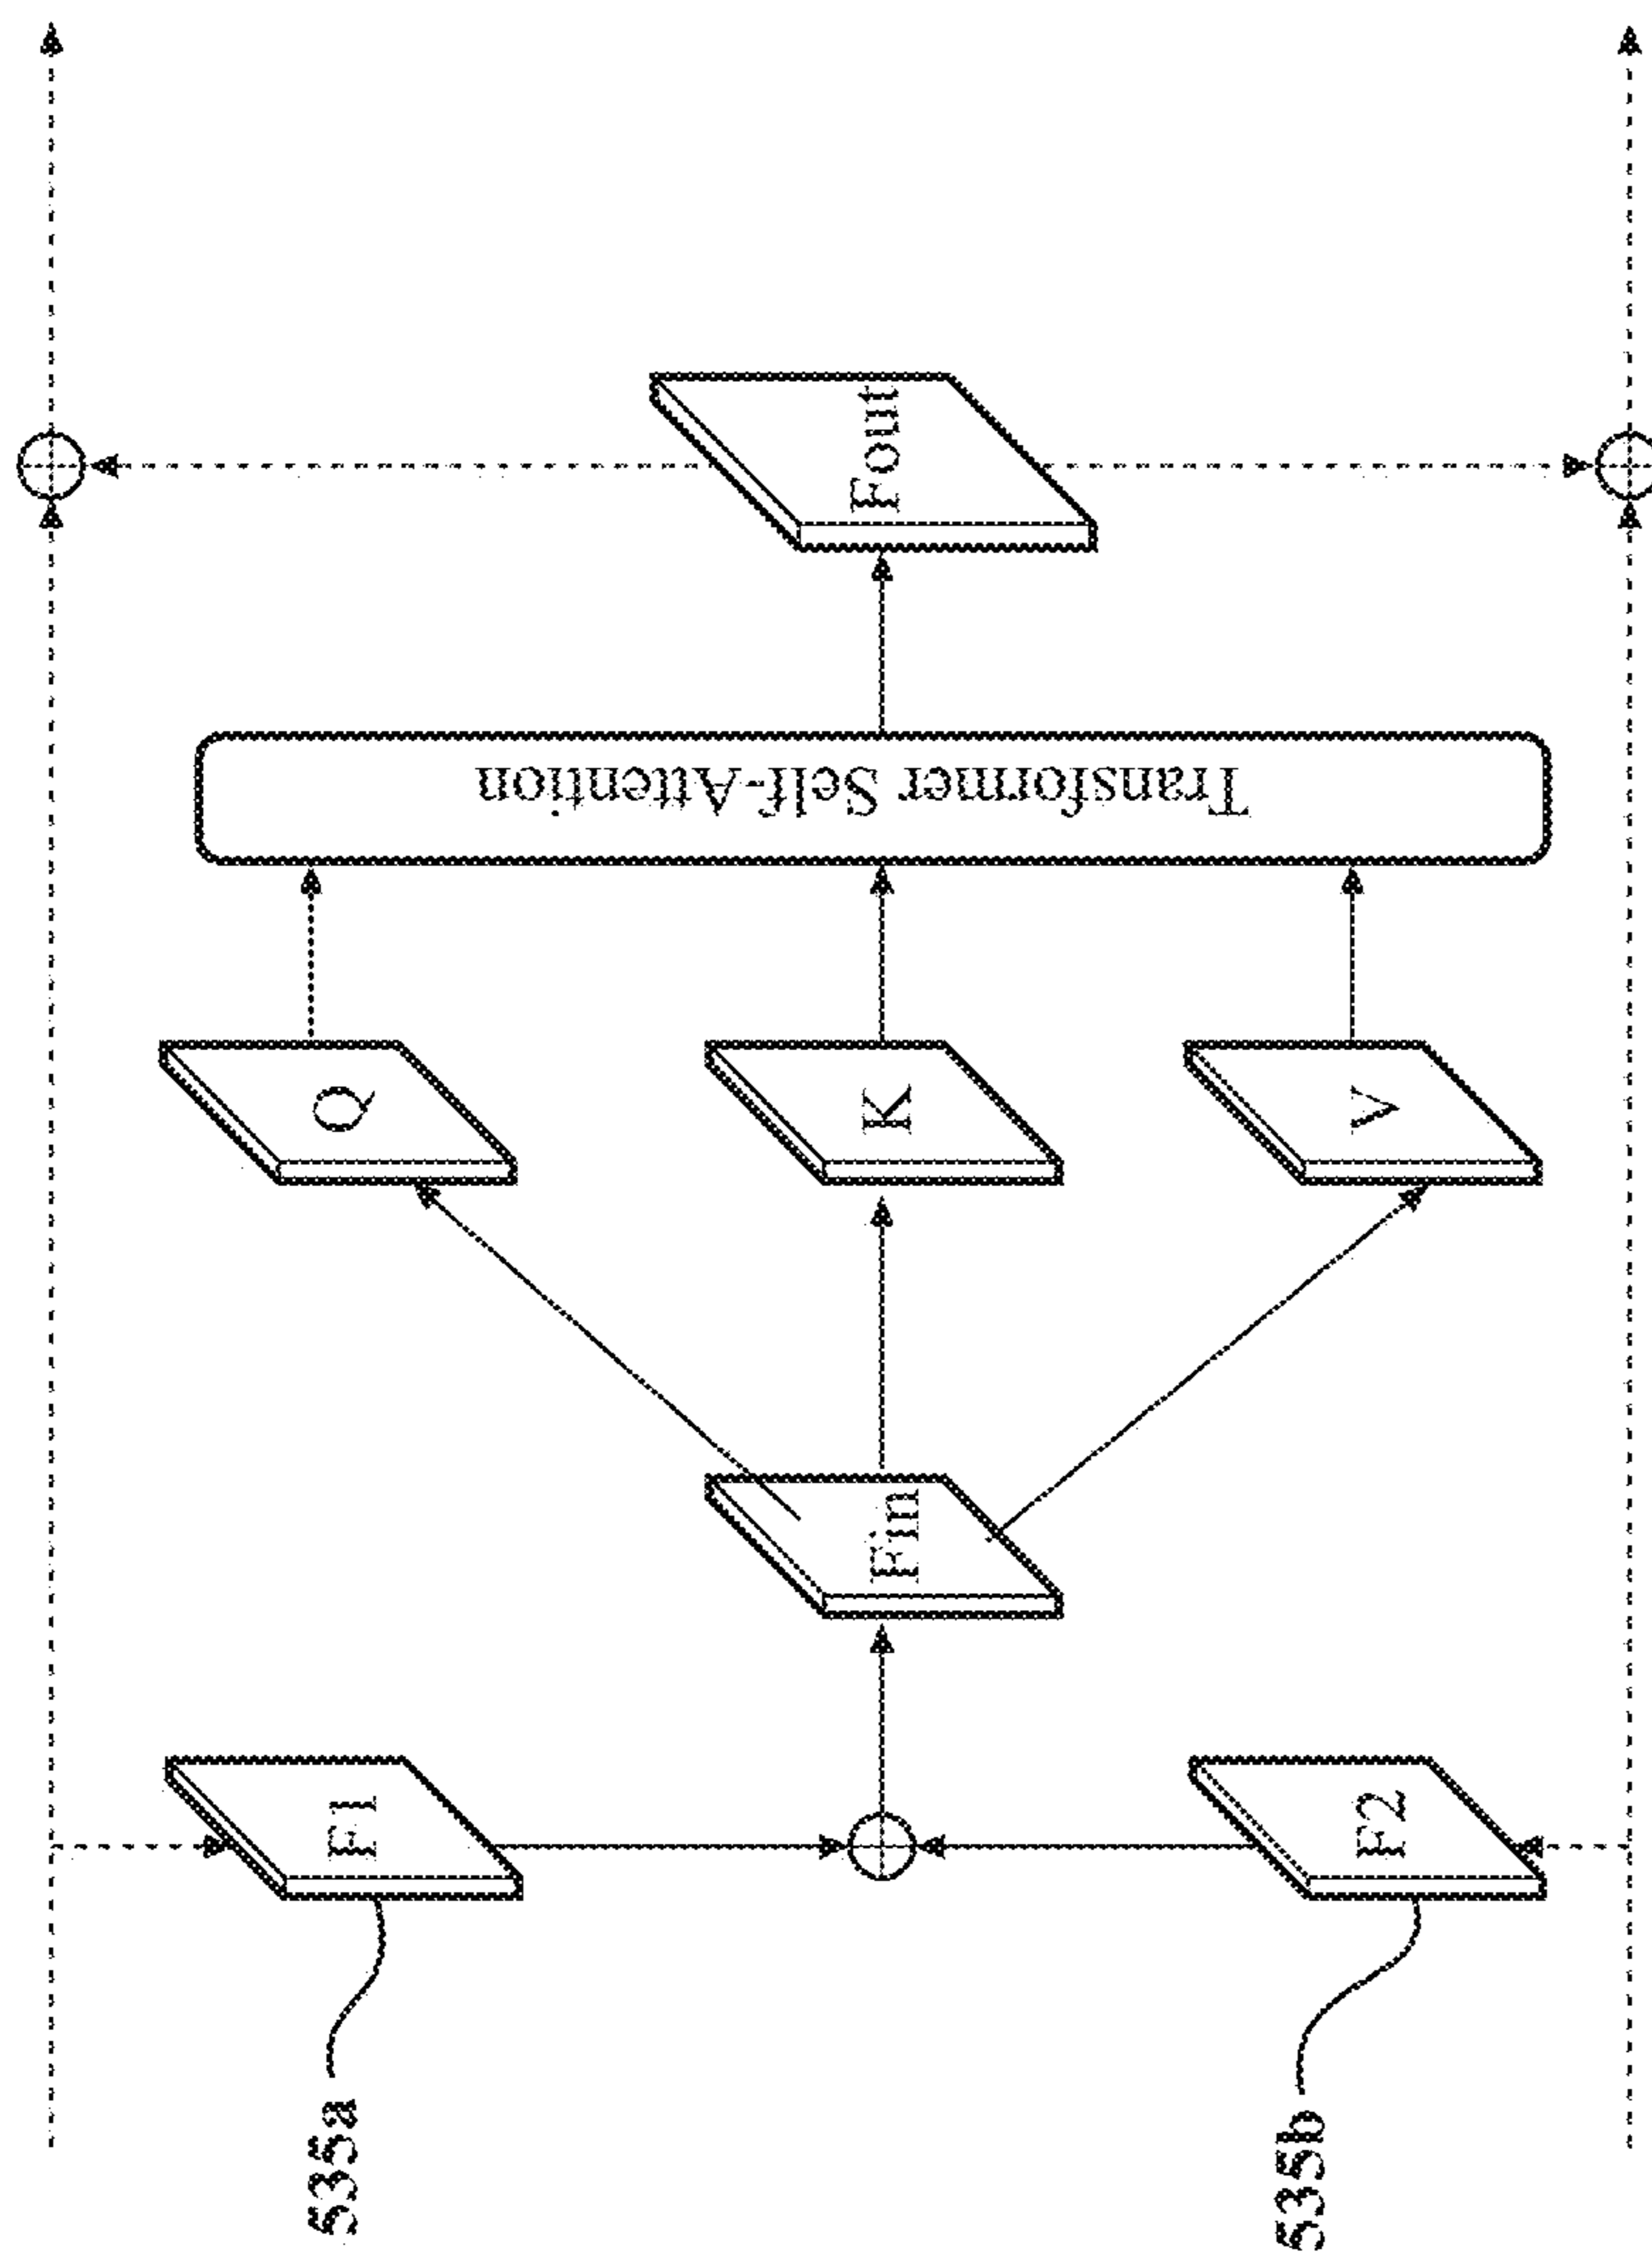 535a
F1
535b
F2
Fin
Q
K
V
Transformer Self-Attention
Fout